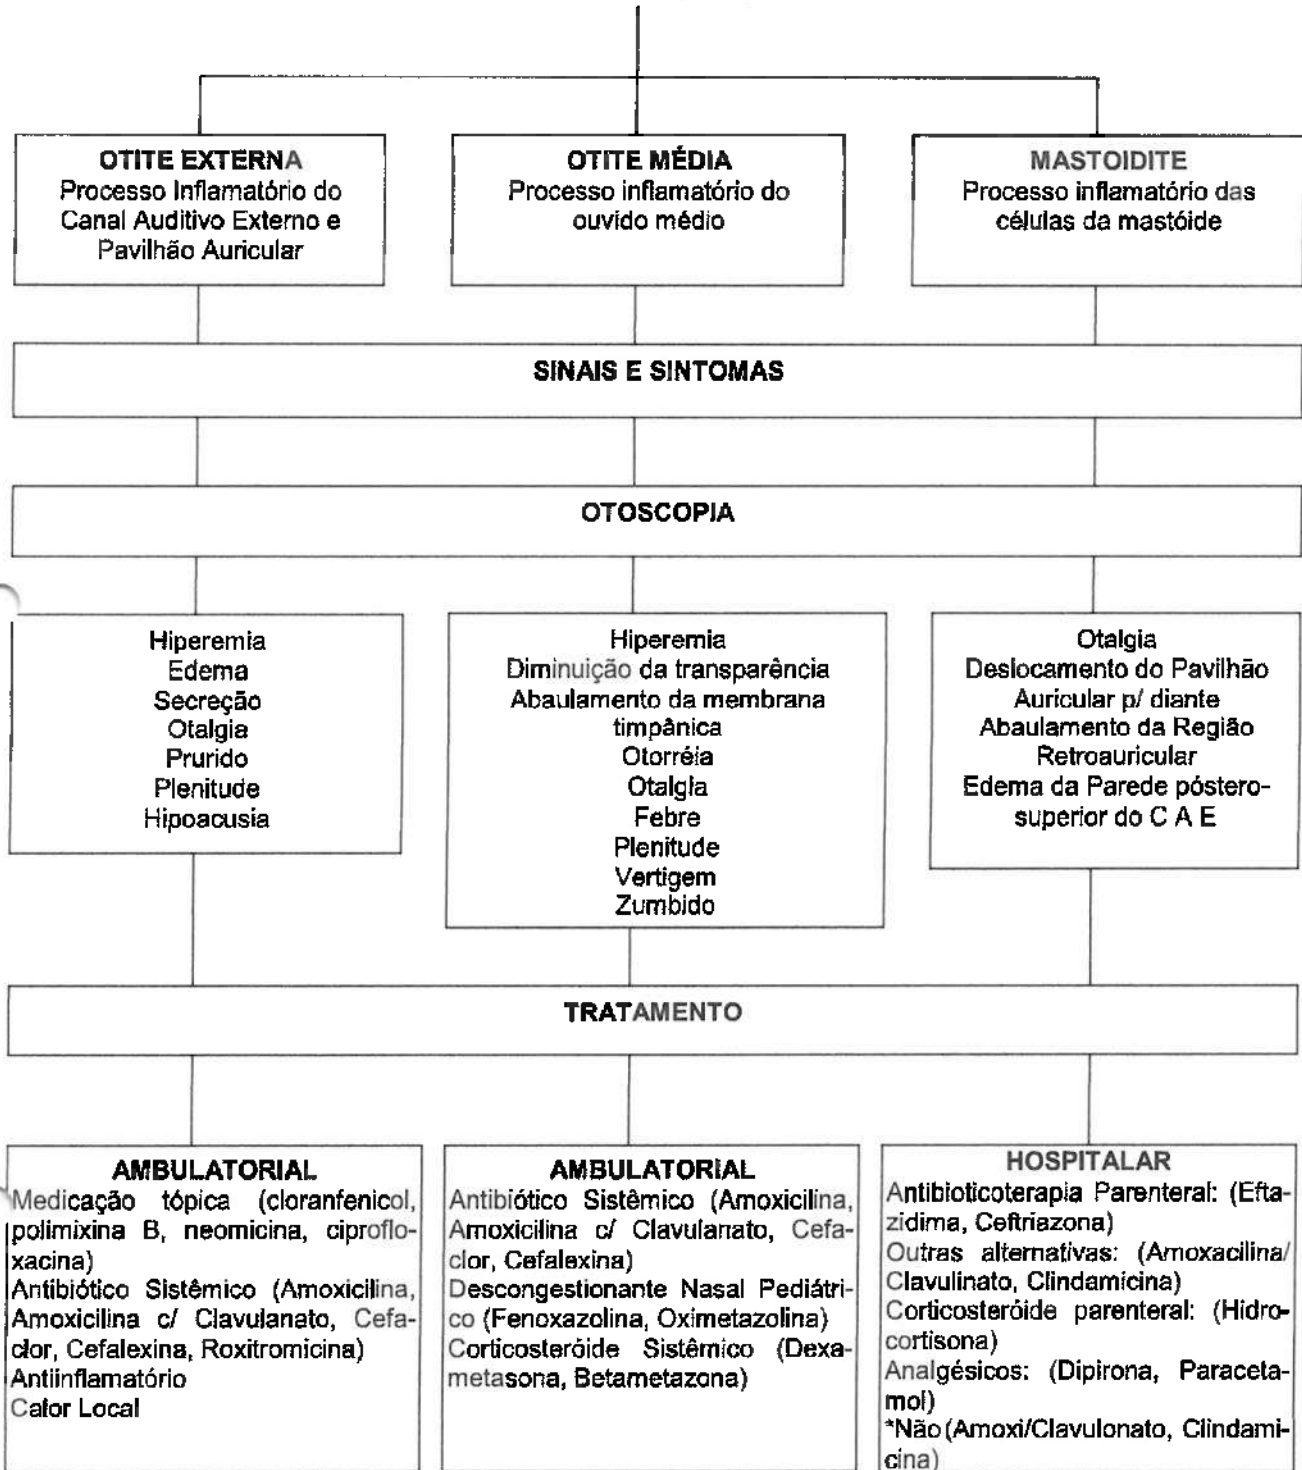 OTITE EXTERNA
Processo Inflamatório do
Canal Auditivo Externo e
Pavilhão Auricular
OTITE MÉDIA
Processo inflamatório do
ouvido médio
MASTOIDITE
Processo inflamatório das
células da mastóide
SINAIS E SINTOMAS
OTOSCOPIA
Hiperemia
Edema
Secreção
Otalgia
Prurido
Plenitude
Hipoacusia
Hiperemia
Diminuição da transparência
Abaulamento da membrana
timpânica
Otorréia
Otalgia
Febre
Plenitude
Vertigem
Zumbido
Otalgia
Deslocamento do Pavilhão
Auricular p/ diante
Abaulamento da Região
Retroauricular
Edema da Parede póstero-
superior do C A E
TRATAMENTO
AMBULATORIAL
Medicação tópica (cloranfenicol,
polimixina B, neomicina, ciproflo-
xacina)
Antibiótico Sistêmico (Amoxicilina,
Amoxicilina c/ Clavulanato, Cefa-
clor, Cefalexina, Roxitromicina)
Antiinflamatório
Calor Local
AMBULATORIAL
Antibiótico Sistêmico (Amoxicilina,
Amoxicilina c/ Clavulanato, Cefa-
clor, Cefalexina)
Descongestionante Nasal Pediátri-
co (Fenoxazolina, Oximetazolina)
Corticosteróide Sistêmico (Dexa-
metasona, Betametazona)
HOSPITALAR
Antibioticoterapia Parenteral: (Efta-
zidima, Ceftriazona)
Outras alternativas: (Amoxacilina/
Clavulinato, Clindamicina)
Corticosteróide parenteral: (Hidro-
cortisona)
Analgésicos: (Dipirona, Paraceta-
mol)
*Não (Amoxi/Clavulonato, Clindami-
cina)